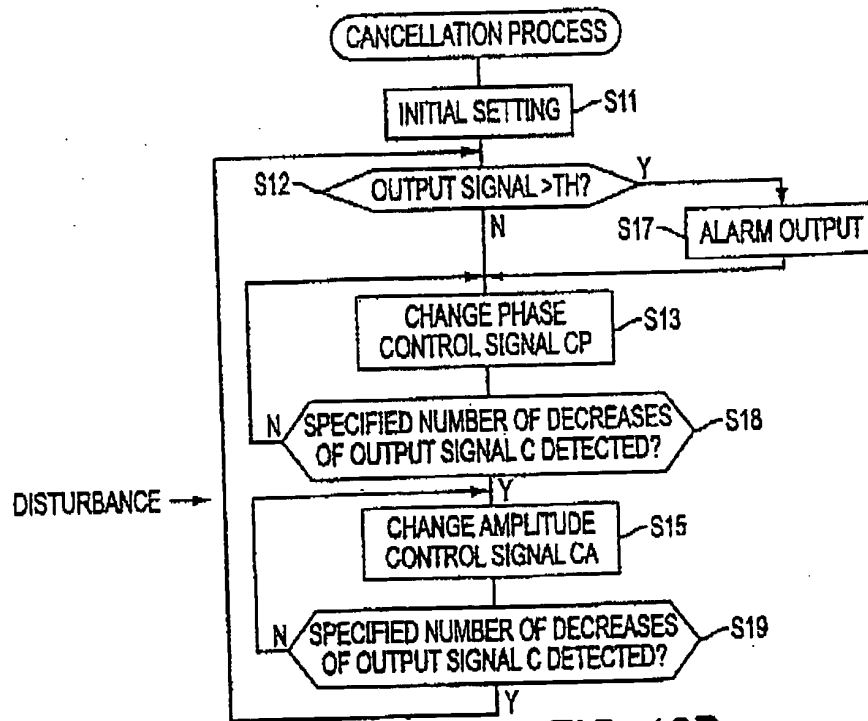 CANCELLATION PROCESS
INITIAL SETTING
S11
S12
OUTPUT SIGNAL >TH?
Y
N
S17
ALARM OUTPUT
CHANGE PHASE
CONTROL SIGNAL CP
S13
N
SPECIFIED NUMBER OF DECREASES
OF OUTPUT SIGNAL C DETECTED?
S18
Y
DISTURBANCE
CHANGE AMPLITUDE
CONTROL SIGNAL CA
S15
N
SPECIFIED NUMBER OF DECREASES
OF OUTPUT SIGNAL C DETECTED?
S19
Y